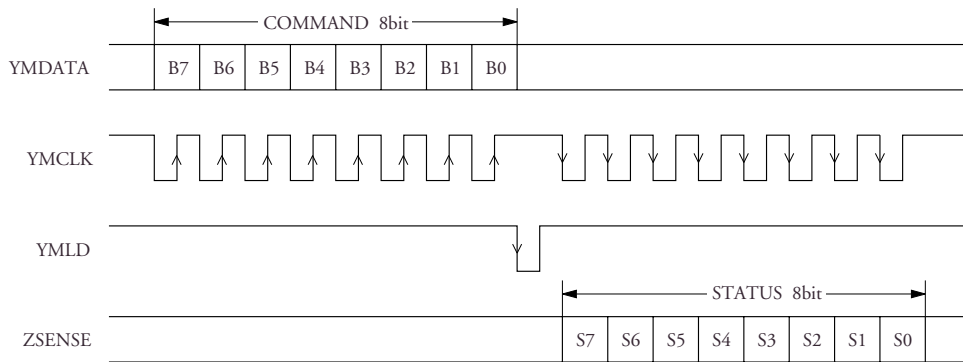 COMMAND 8bit
YMDATA B7 B6 B5 B4 B3 B2 B1 B0
YMCLK
YMLD
STATUS 8bit
ZSENSE S7 S6 S5 S4 S3 S2 S1 S0